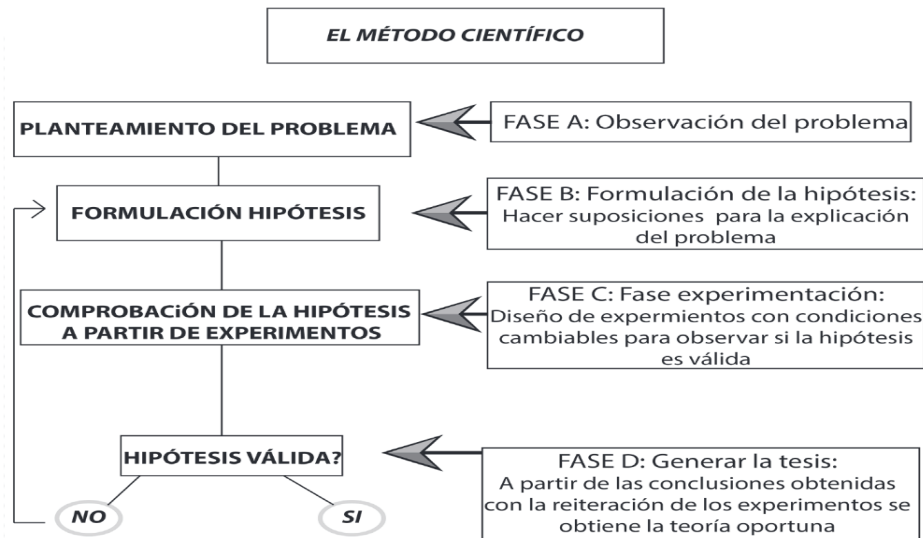 EL MÉTODO CIENTÍFICO
PLANTEAMIENTO DEL PROBLEMA
FASE A: Observación del problema
FORMULACIÓN HIPÓTESIS
FASE B: Formulación de la hipótesis:
Hacer suposiciones para la explicación
del problema
COMPROBACiÓN DE LA HIPÓTESIS
A PARTIR DE EXPERIMENTOS
FASE C: Fase experimentación:
Diseño de expermientos con condiciones
cambiables para observar si la hipótesis
es válida
HIPÓTESIS VÁLIDA?
FASE D: Generar la tesis:
A partir de las conclusiones obtenidas
con la reiteración de los experimentos se
obtiene la teoría oportuna
NO
SI